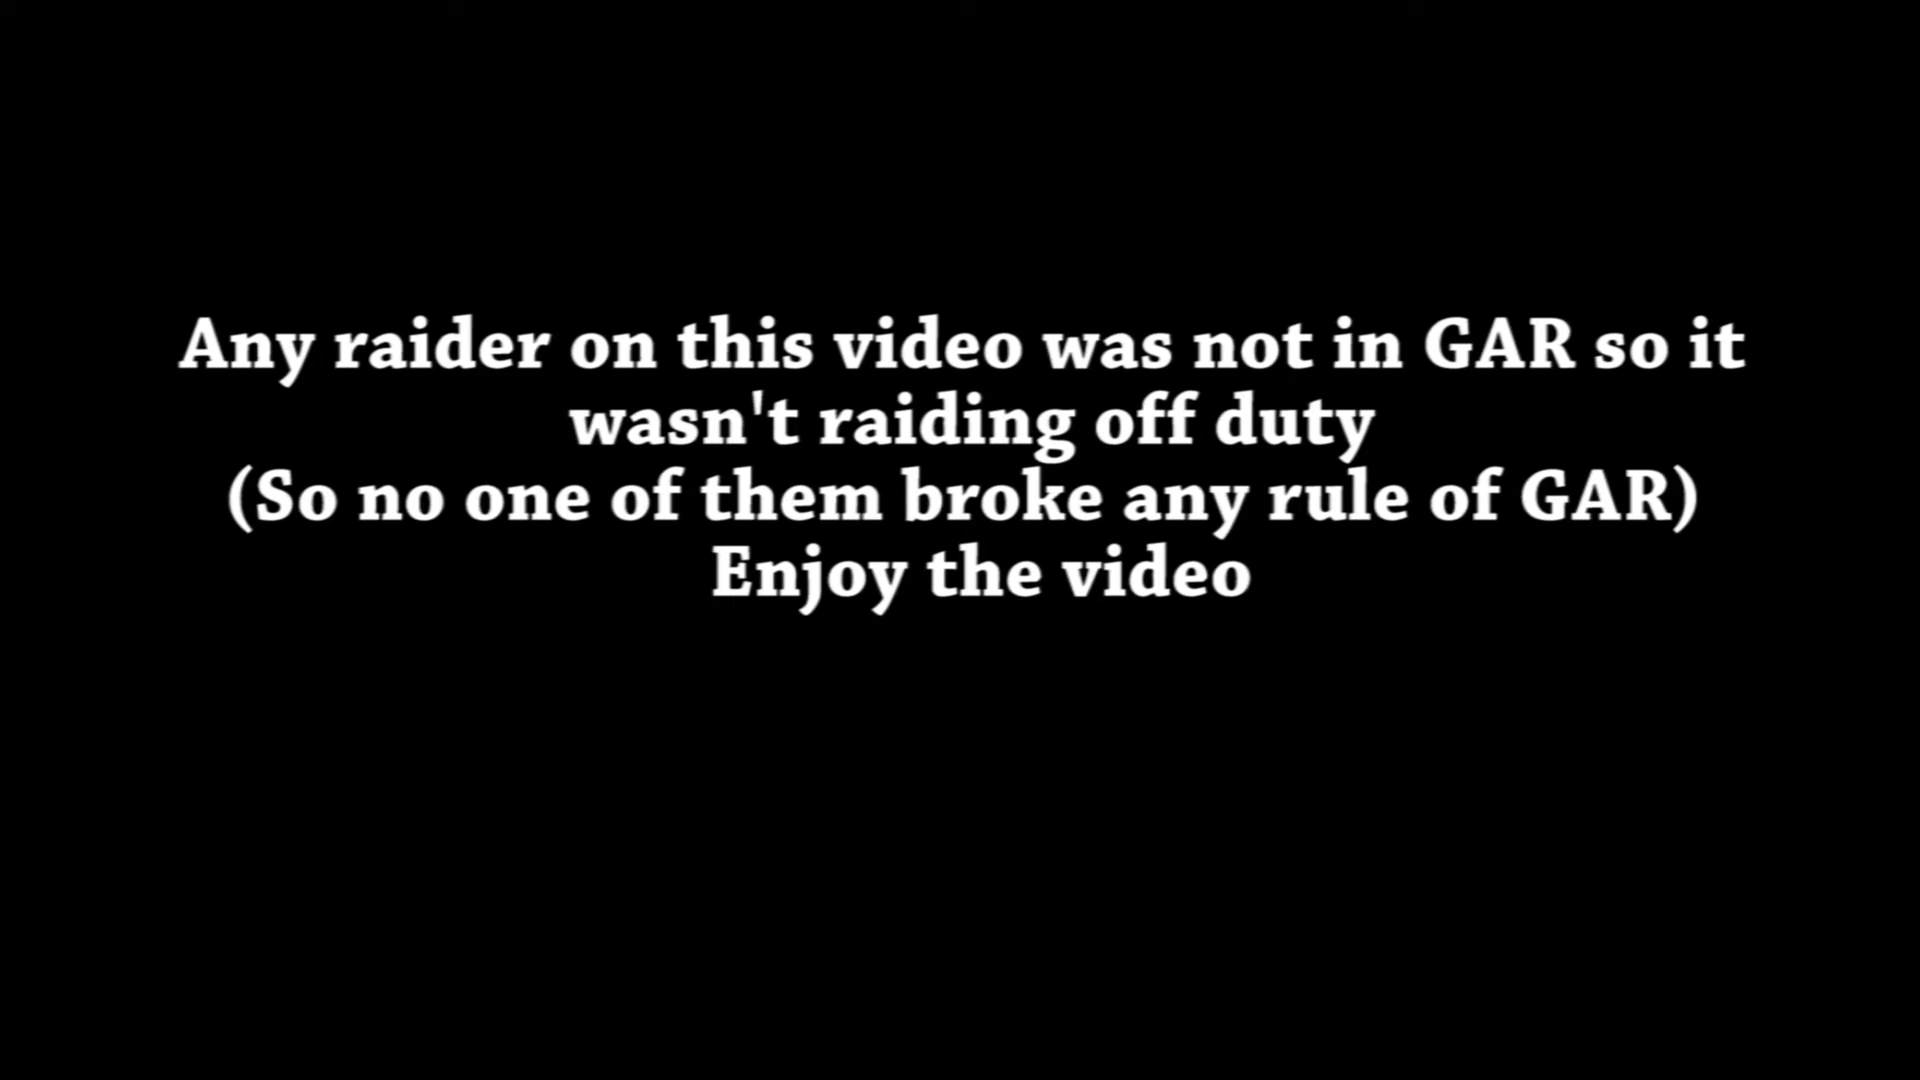 Any raider on this video was not in GAR so it
wasn't raiding off duty
(So no one of them broke any rule of GAR)
Enjoy the video